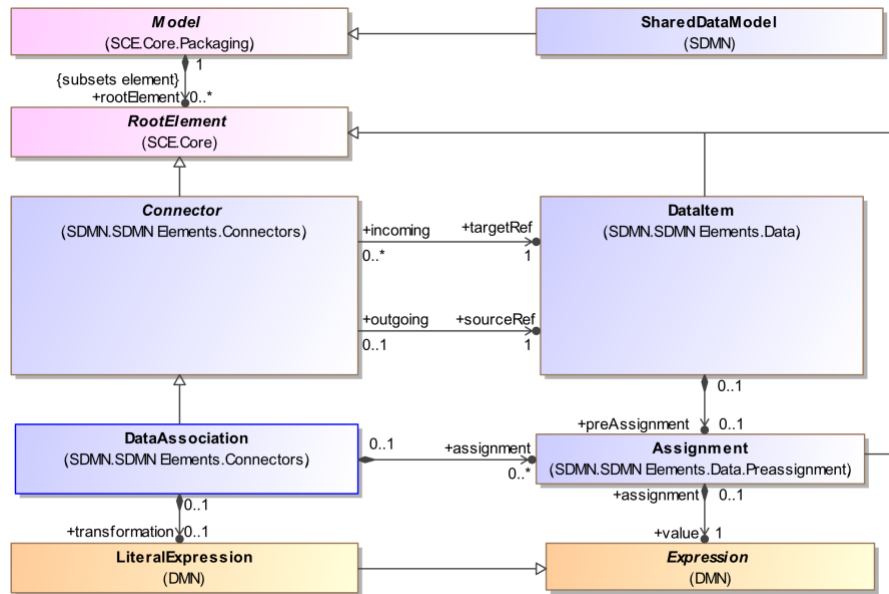 Model
(SCE.Core.Packaging)
SharedDataModel
(SDMN)
1
{subsets element}
+rootElement 0..*
RootElement
(SCE.Core)
Connector
(SDMN.SDMN Elements.Connectors)
DataItem
(SDMN.SDMN Elements.Data)
+incoming +targetRef
0..* 1
+outgoing +sourceRef
0..1 1
0..1
+preAssignment 0..1
DataAssociation
(SDMN.SDMN Elements.Connectors)
0..1 +assignment
0..*
Assignment
(SDMN.SDMN Elements.Data.Preassignment)
0..1
+transformation 0..1
+assignment 0..1
+value 1
LiteralExpression
(DMN)
Expression
(DMN)